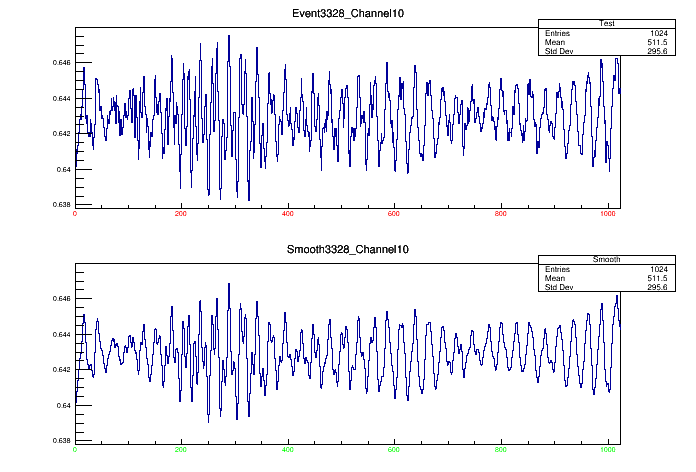 Event3328_Channel10
Test
Entries 1024
Mean 511.5
Std Dev 295.6
0.646
0.644
0.642
0.64
0.638
0 200 400 600 800 1000
Smooth3328_Channel10
Smooth
Entries 1024
Mean 511.5
Std Dev 295.6
0.646
0.644
0.642
0.64
0.638
0 200 400 600 800 1000